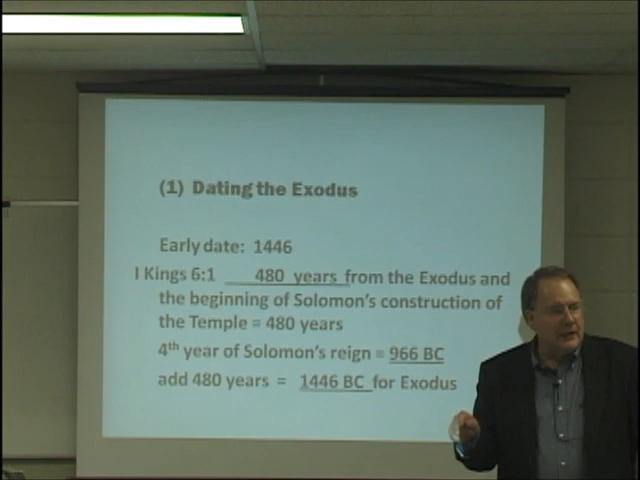 (1) Dating the Exodus
Early date: 1446
I Kings 6:1 480 years from the Exodus and
the beginning of Solomon's construction of
the Temple = 480 years
4th year of Solomon's reign = 966 BC
add 480 years = 1446 BC for Exodus